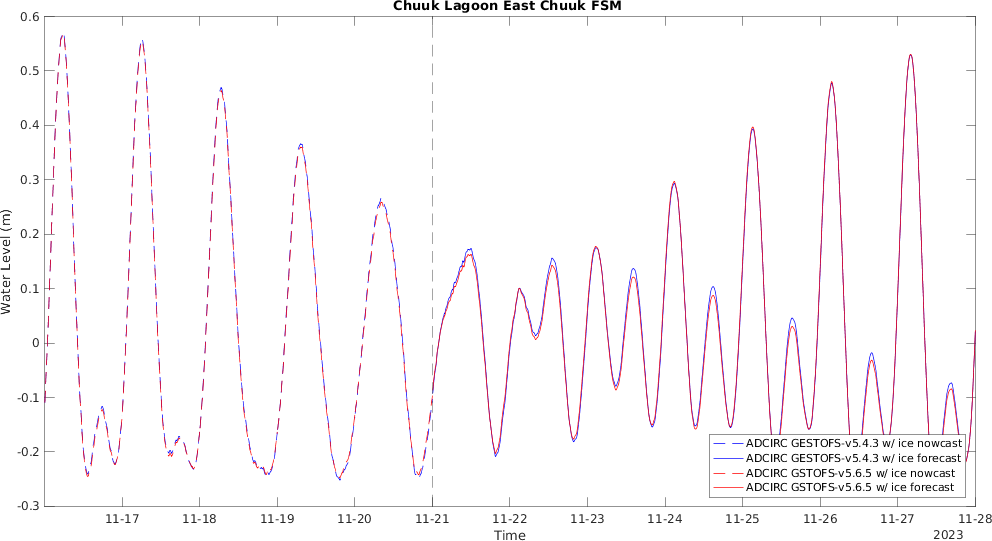 Chuuk Lagoon East Chuuk FSM
0.6
0.5
0.4
0.3
0.2
0.1
0
-0.1
-0.2
-0.3
Water Level (m)
ADCIRC GESTOFS-v5.4.3 w/ ice nowcast
ADCIRC GESTOFS-v5.4.3 w/ ice forecast
ADCIRC GSTOFS-v5.6.5 w/ ice nowcast
ADCIRC GSTOFS-v5.6.5 w/ ice forecast
11-17 11-18 11-19 11-20 11-21 11-22 11-23 11-24 11-25 11-26 11-27 11-28
Time
2023